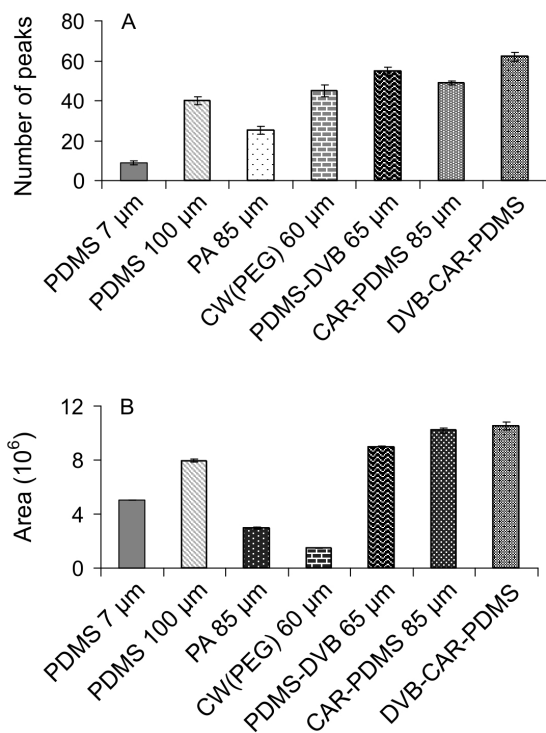 A
Number of peaks
80
60
40
20
0
PDMS 7 µm
PDMS 100 µm
PA 85 µm
CW(PEG) 60 µm
PDMS-DVB 65 µm
CAR-PDMS 85 µm
DVB-CAR-PDMS
B
Area (10⁶)
12
8
4
0
PDMS 7 µm
PDMS 100 µm
PA 85 µm
CW(PEG) 60 µm
PDMS-DVB 65 µm
CAR-PDMS 85 µm
DVB-CAR-PDMS